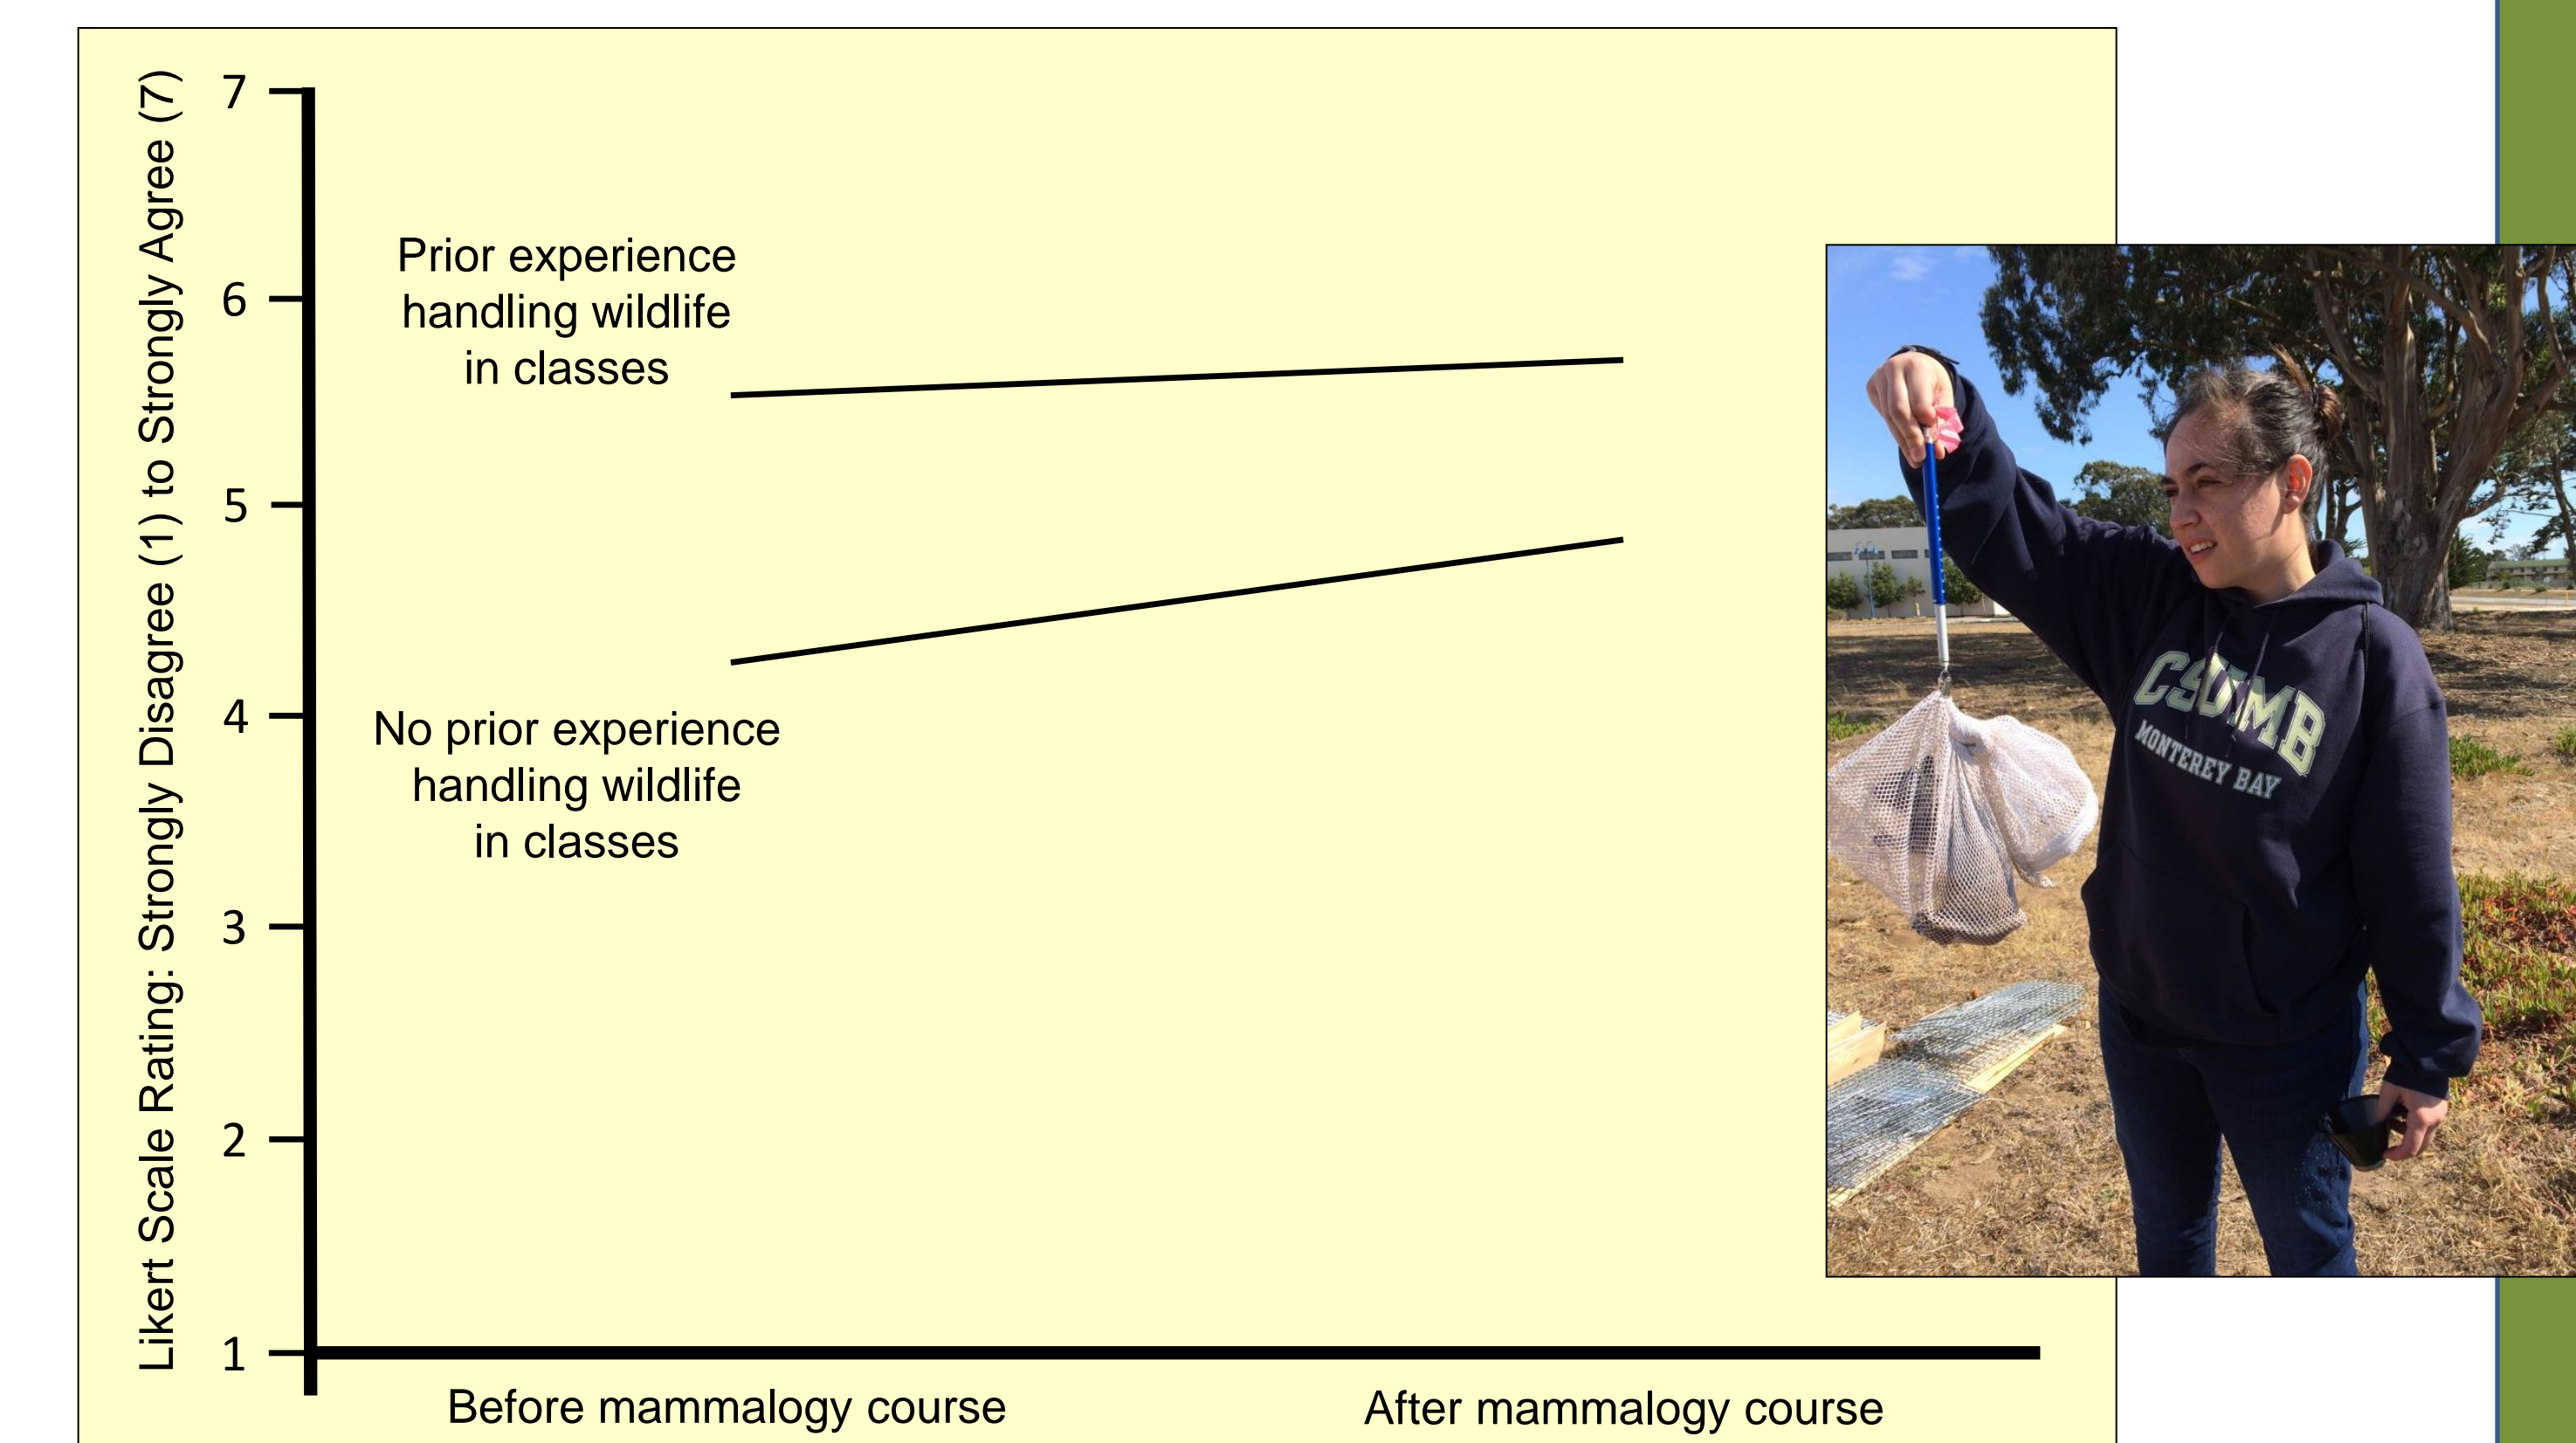 Likert Scale Rating: Strongly Disagree (1) to Strongly Agree (7)
7
6
5
4
3
2
1
Prior experience
handling wildlife
in classes
No prior experience
handling wildlife
in classes
Before mammalogy course
After mammalogy course
CSUMB
MONTEREY BAY